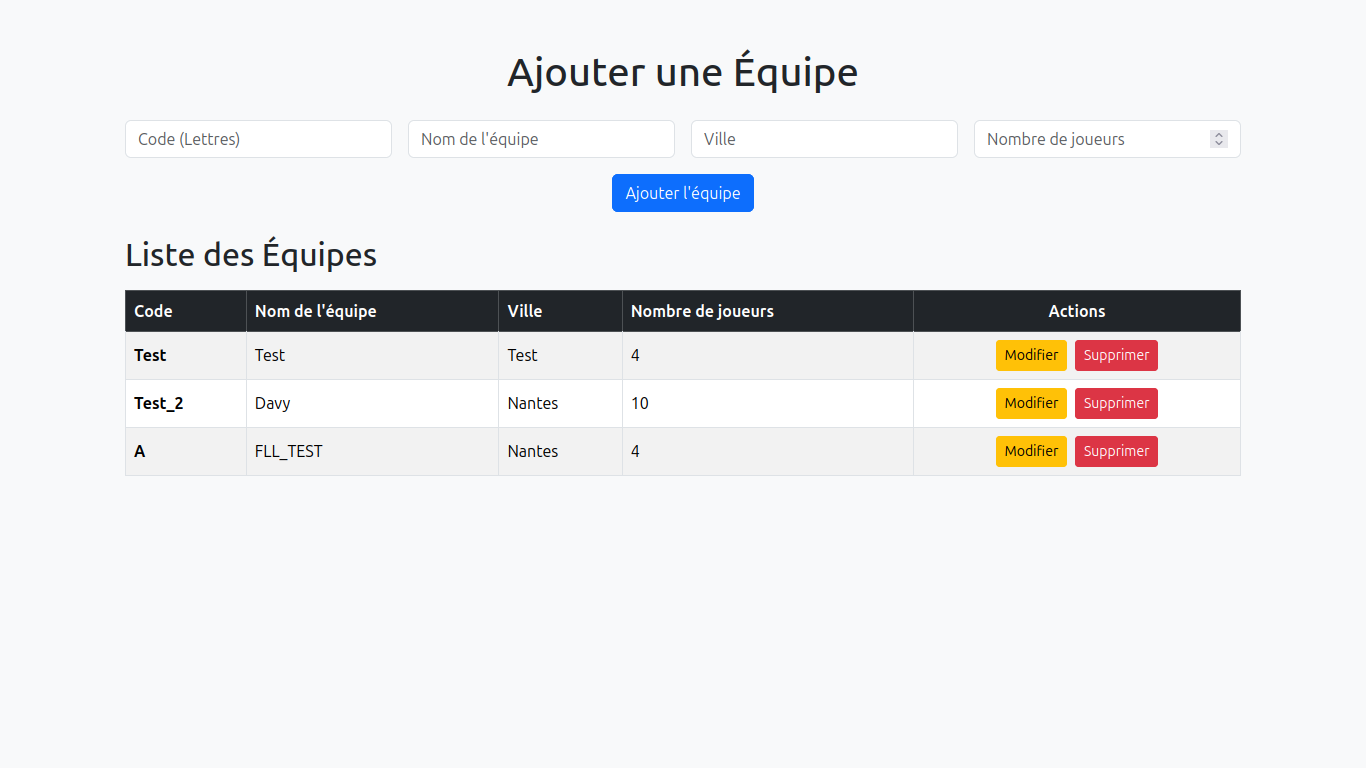 Ajouter une Équipe
Code (Lettres) Nom de l'équipe Ville Nombre de joueurs
Ajouter l'équipe
Liste des Équipes
Code Nom de l'équipe Ville Nombre de joueurs Actions
Test Test Test 4 Modifier Supprimer
Test_2 Davy Nantes 10 Modifier Supprimer
A FLL_TEST Nantes 4 Modifier Supprimer